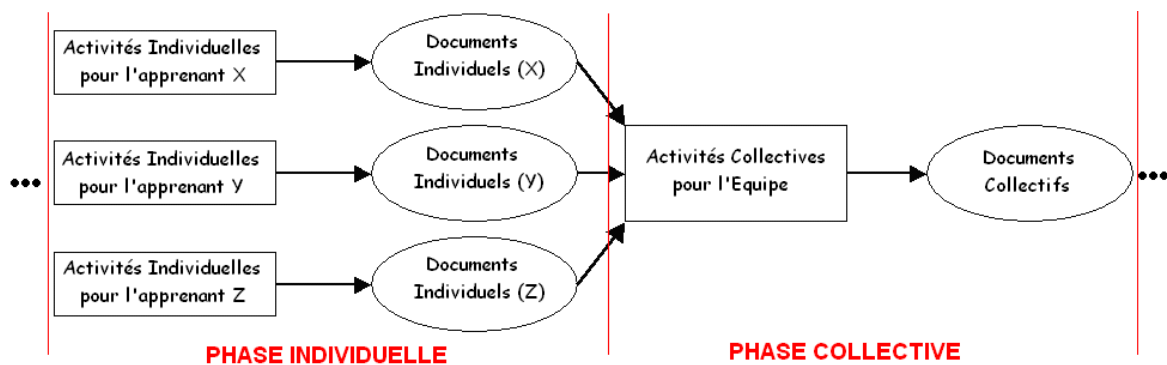 Activités Individuelles
pour l'apprenant X
Documents
Individuels (X)
Activités Individuelles
pour l'apprenant Y
Documents
Individuels (Y)
Activités Collectives
pour l'Equipe
Documents
Collectifs
•••
•••
Activités Individuelles
pour l'apprenant Z
Documents
Individuels (Z)
PHASE INDIVIDUELLE
PHASE COLLECTIVE